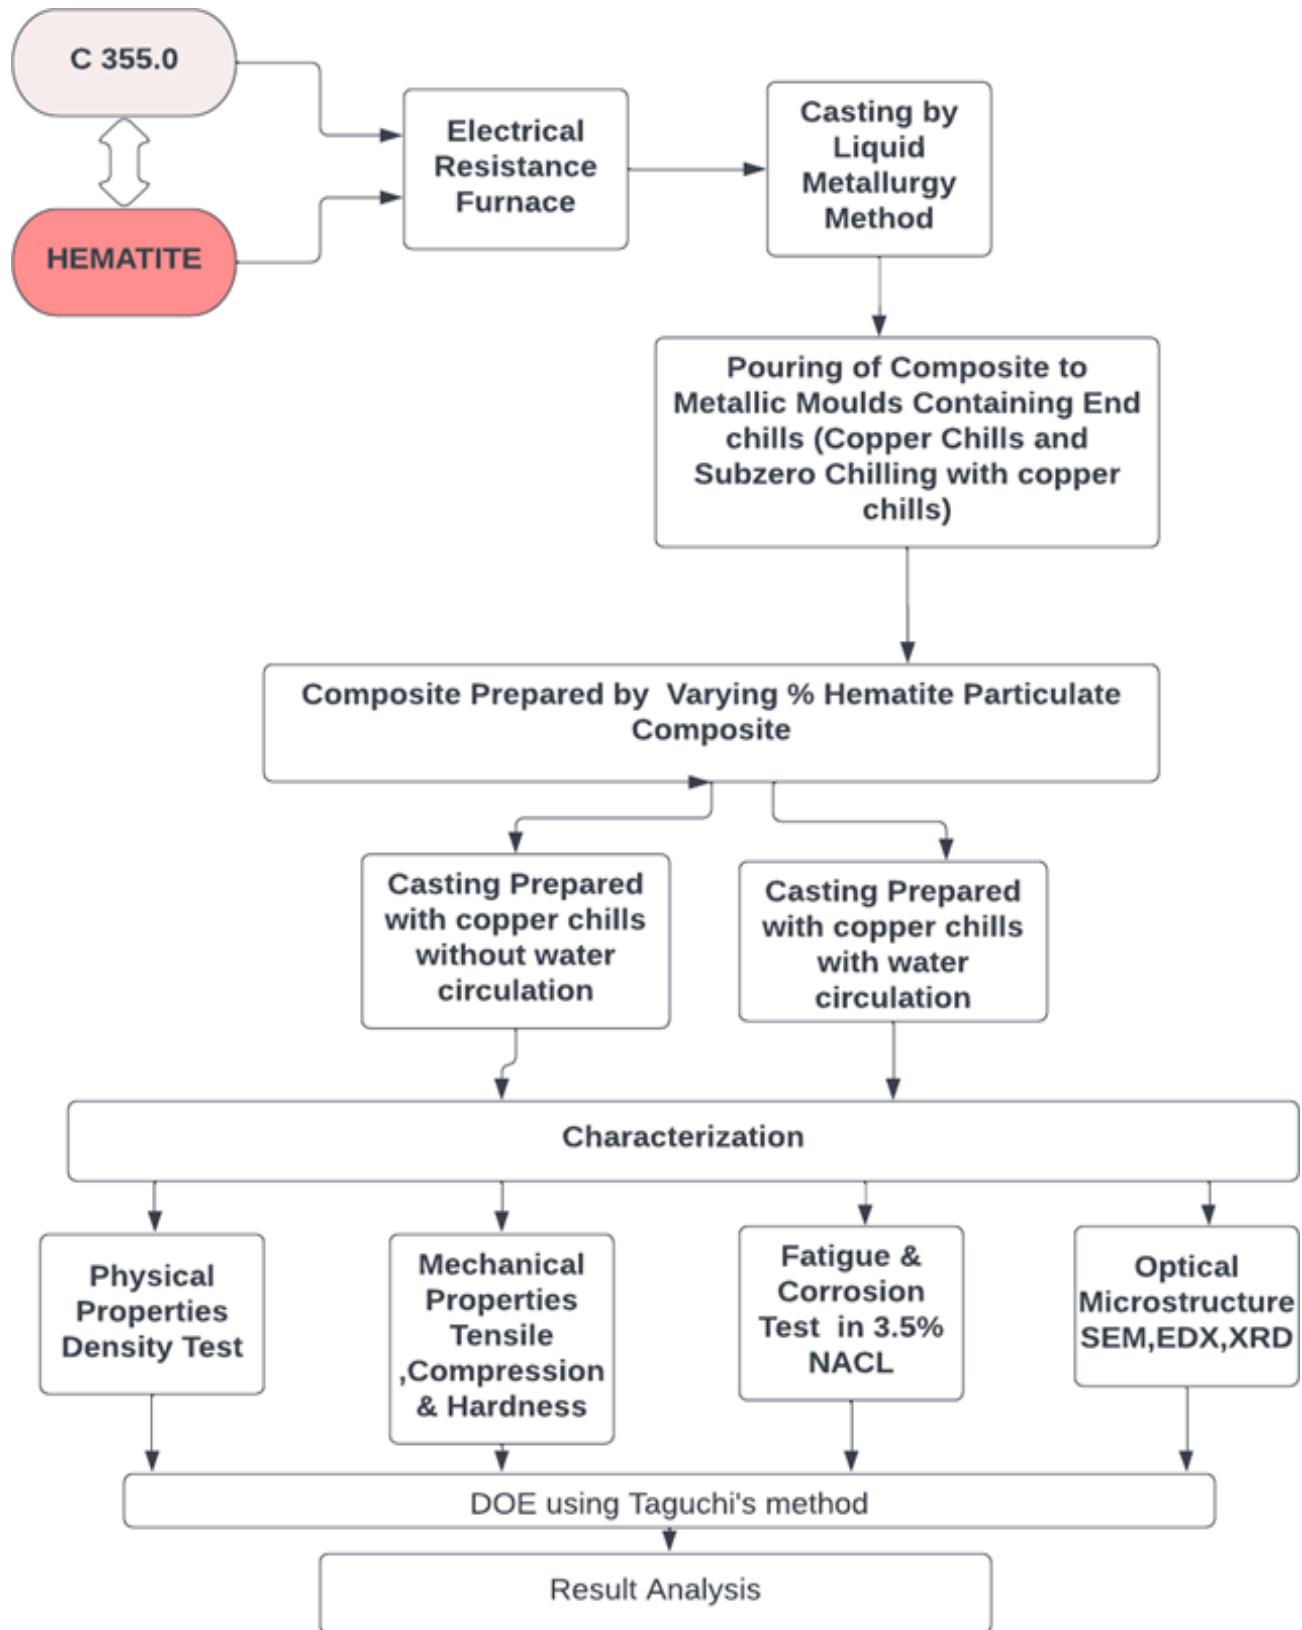 C 355.0
HEMATITE
Electrical
Resistance
Furnace
Casting by
Liquid
Metallurgy
Method
Pouring of Composite to
Metallic Moulds Containing End
chills (Copper Chills and
Subzero Chilling with copper
chills)
Composite Prepared by Varying % Hematite Particulate
Composite
Casting Prepared
with copper chills
without water
circulation
Casting Prepared
with copper chills
with water
circulation
Characterization
Physical
Properties
Density Test
Mechanical
Properties
Tensile
,Compression
& Hardness
Fatigue &
Corrosion
Test in 3.5%
NACL
Optical
Microstructure
SEM,EDX,XRD
DOE using Taguchi's method
Result Analysis